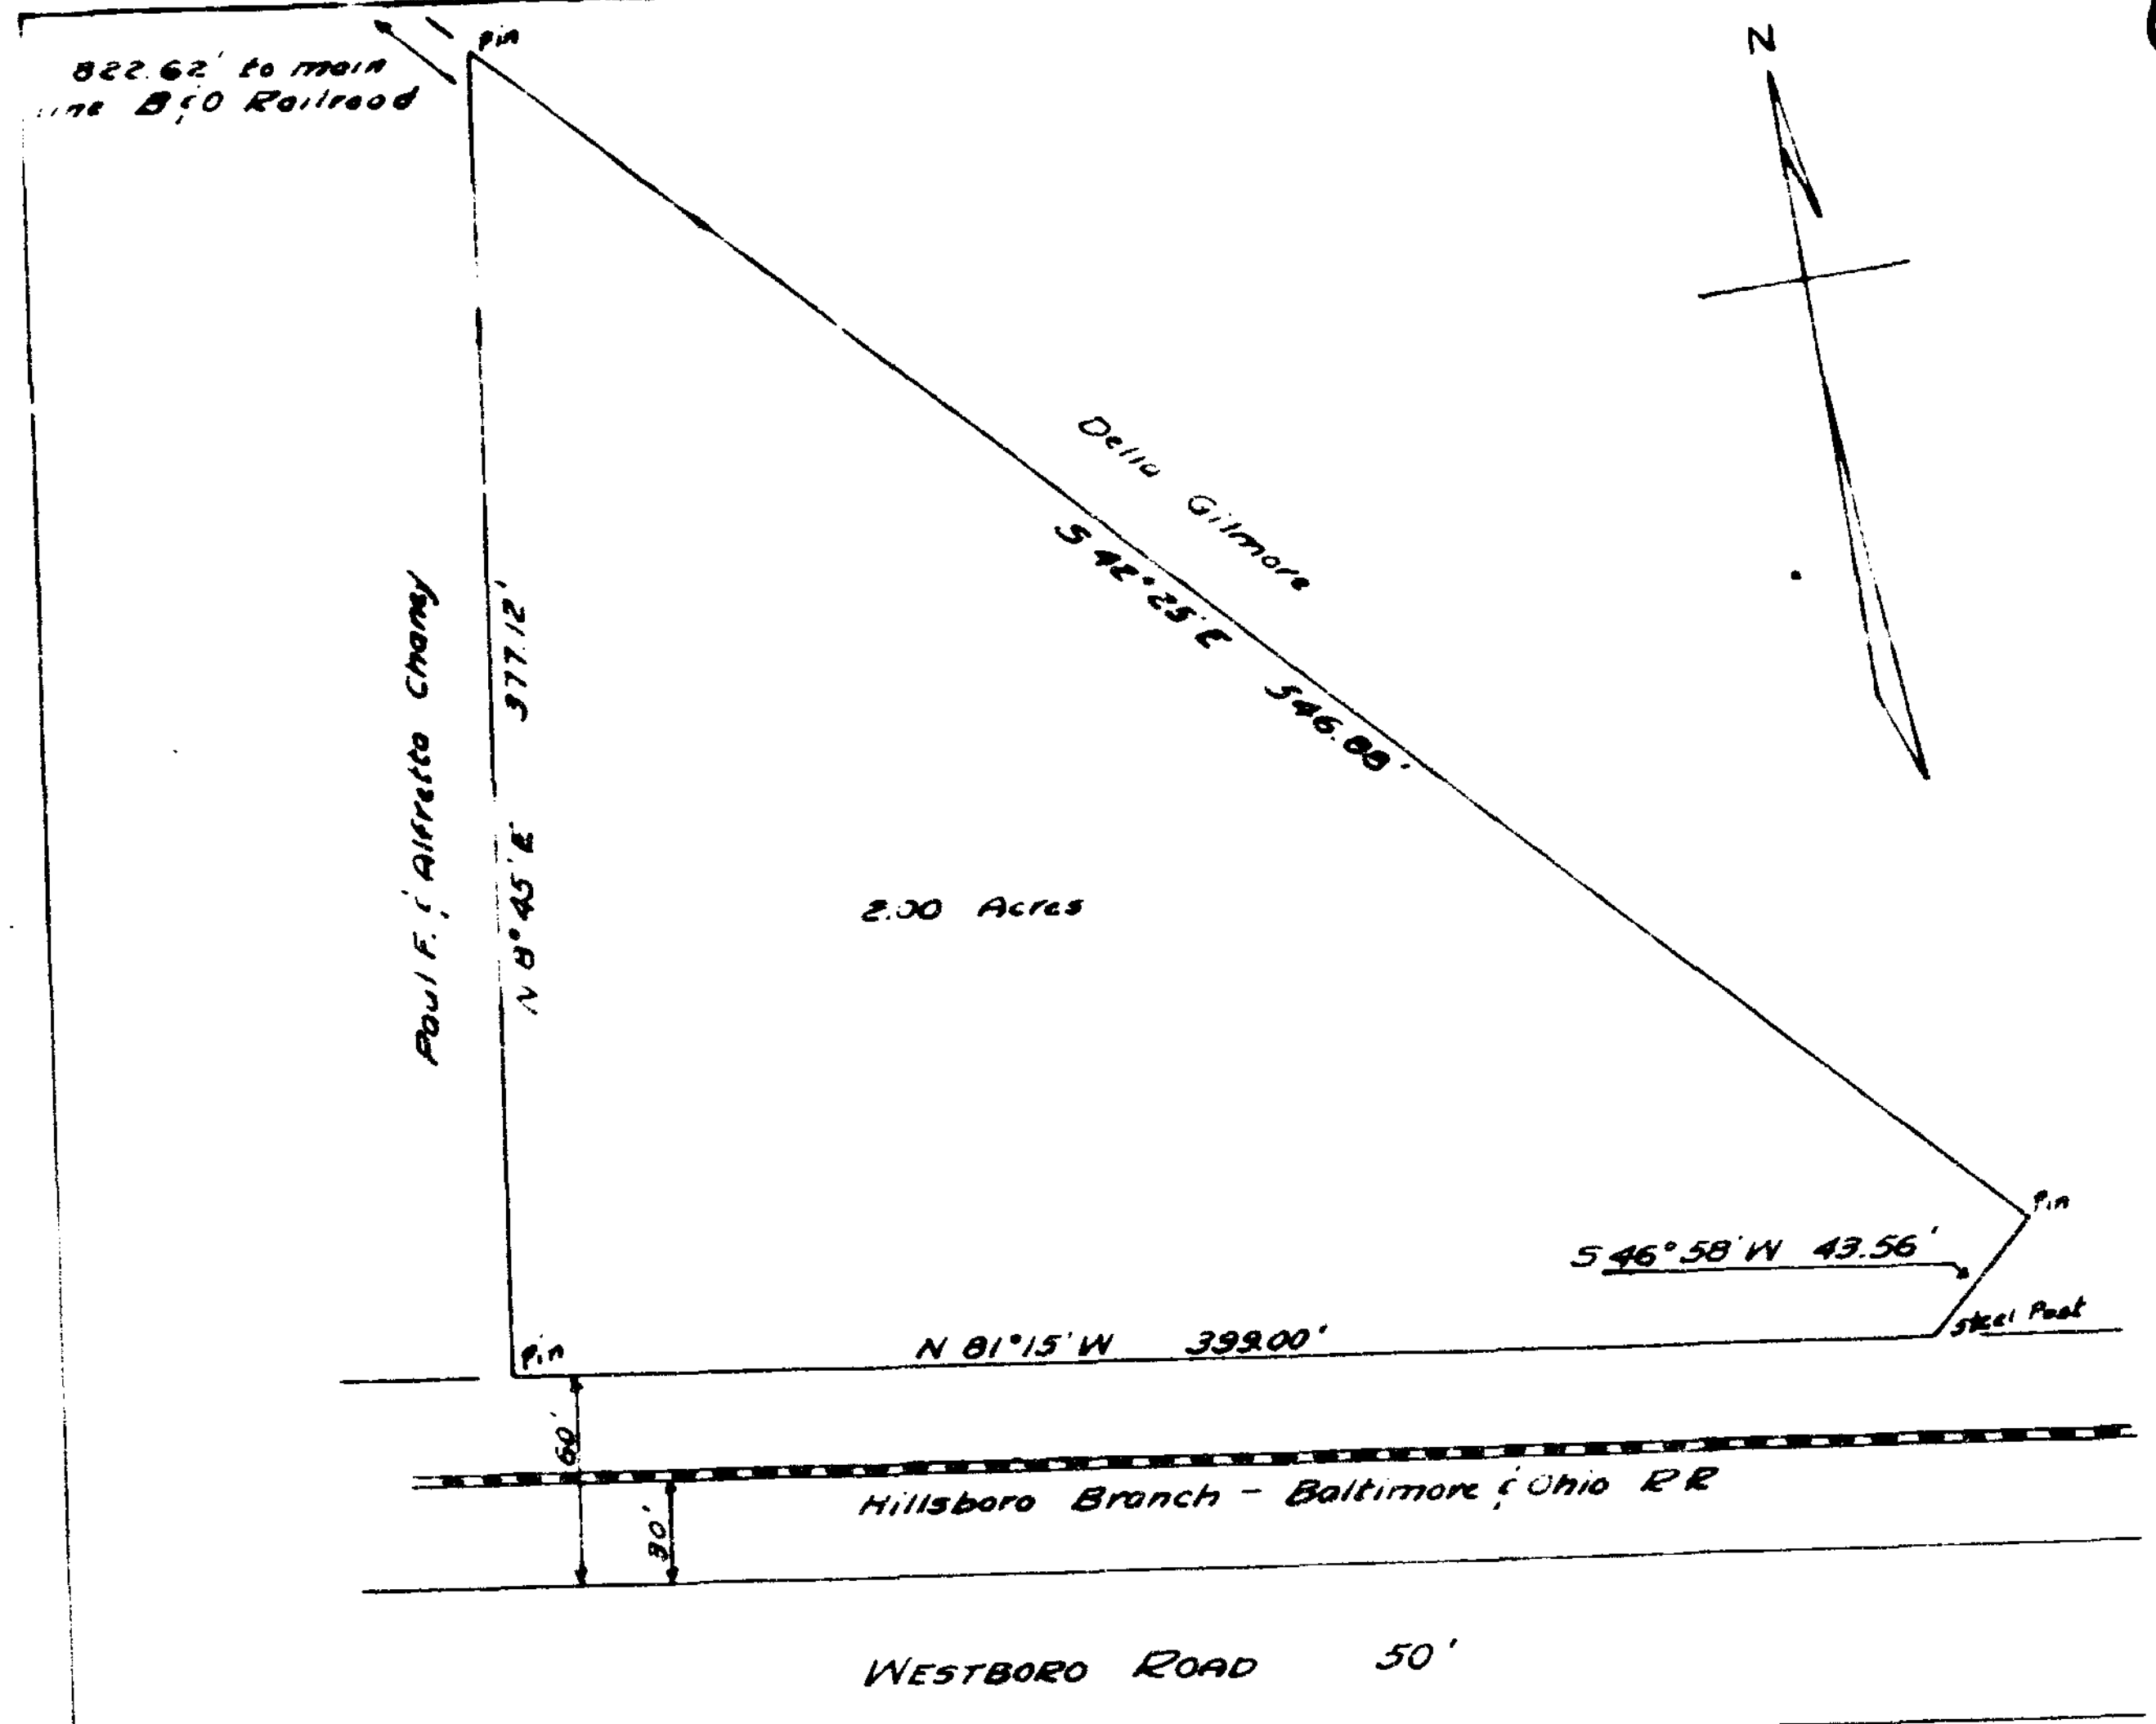 N
Pin
822.62' to main
line B&O Railroad
Della Gilmore
S 42°25'E 546.88'
Paul F. & Alfretta Chaney
N 8°45'E 377.12'
2.00 Acres
Pin
S 46°58'W 43.56'
Steel Post
N 81°15'W 399.00'
Pin
60'
30'
Hillsboro Branch - Baltimore & Ohio RR
WESTBORO ROAD 50'